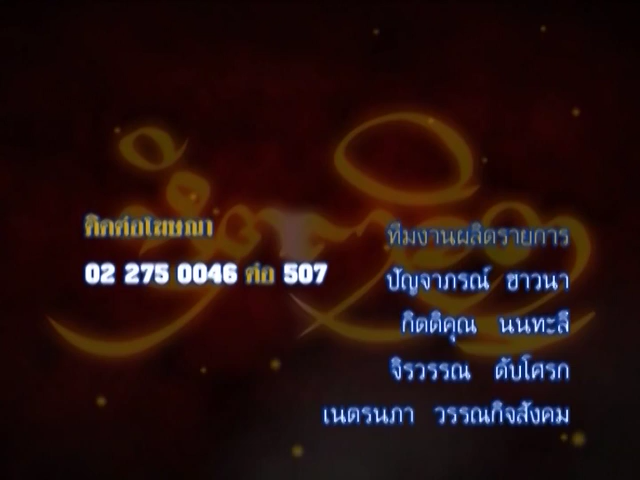 ติดต่อโฆษณา
02 275 0046 ต่อ 507
ทีมงานผลิตรายการ
ปัญจาภรณ์ ฮาวนา
กิตติคุณ นนทะลี
จิรวรรณ ดับโศรก
เนตรนภา วรรณกิจสังคม